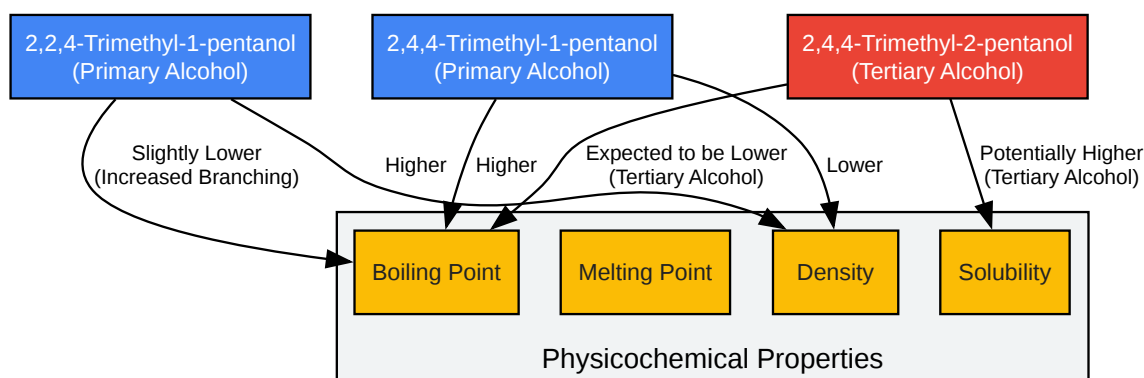 2,2,4-Trimethyl-1-pentanol
(Primary Alcohol)
2,4,4-Trimethyl-1-pentanol
(Primary Alcohol)
2,4,4-Trimethyl-2-pentanol
(Tertiary Alcohol)
Slightly Lower
(Increased Branching)
Higher
Higher
Expected to be Lower
(Tertiary Alcohol)
Lower
Potentially Higher
(Tertiary Alcohol)
Boiling Point
Melting Point
Density
Solubility
Physicochemical Properties